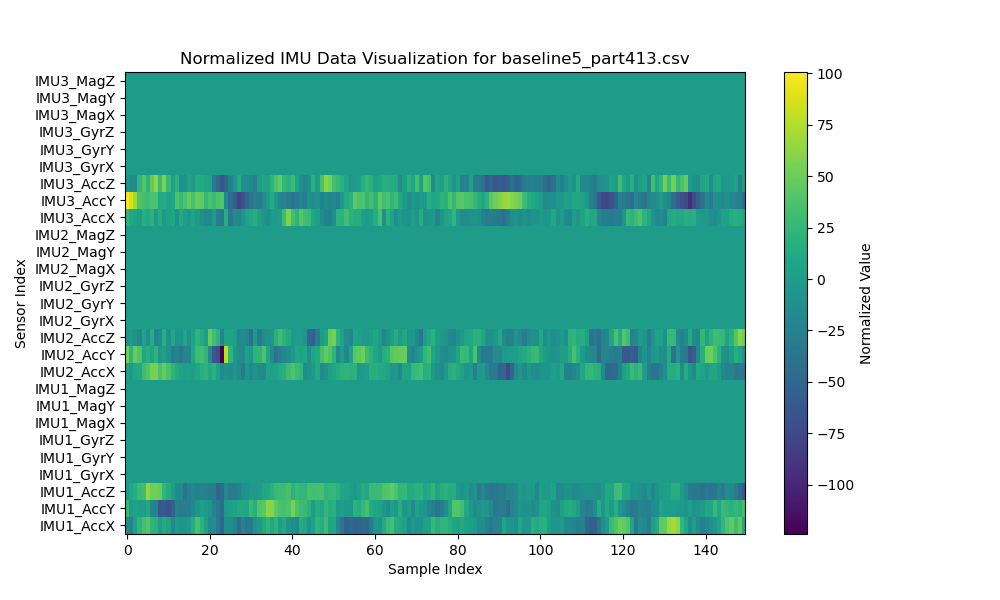 Normalized IMU Data Visualization for baseline5_part413.csv
Sensor Index
IMU3_MagZ
IMU3_MagY
IMU3_MagX
IMU3_GyrZ
IMU3_GyrY
IMU3_GyrX
IMU3_AccZ
IMU3_AccY
IMU3_AccX
IMU2_MagZ
IMU2_MagY
IMU2_MagX
IMU2_GyrZ
IMU2_GyrY
IMU2_GyrX
IMU2_AccZ
IMU2_AccY
IMU2_AccX
IMU1_MagZ
IMU1_MagY
IMU1_MagX
IMU1_GyrZ
IMU1_GyrY
IMU1_GyrX
IMU1_AccZ
IMU1_AccY
IMU1_AccX
0 20 40 60 80 100 120 140
Sample Index
100
75
50
25
0
−25
−50
−75
−100
Normalized Value